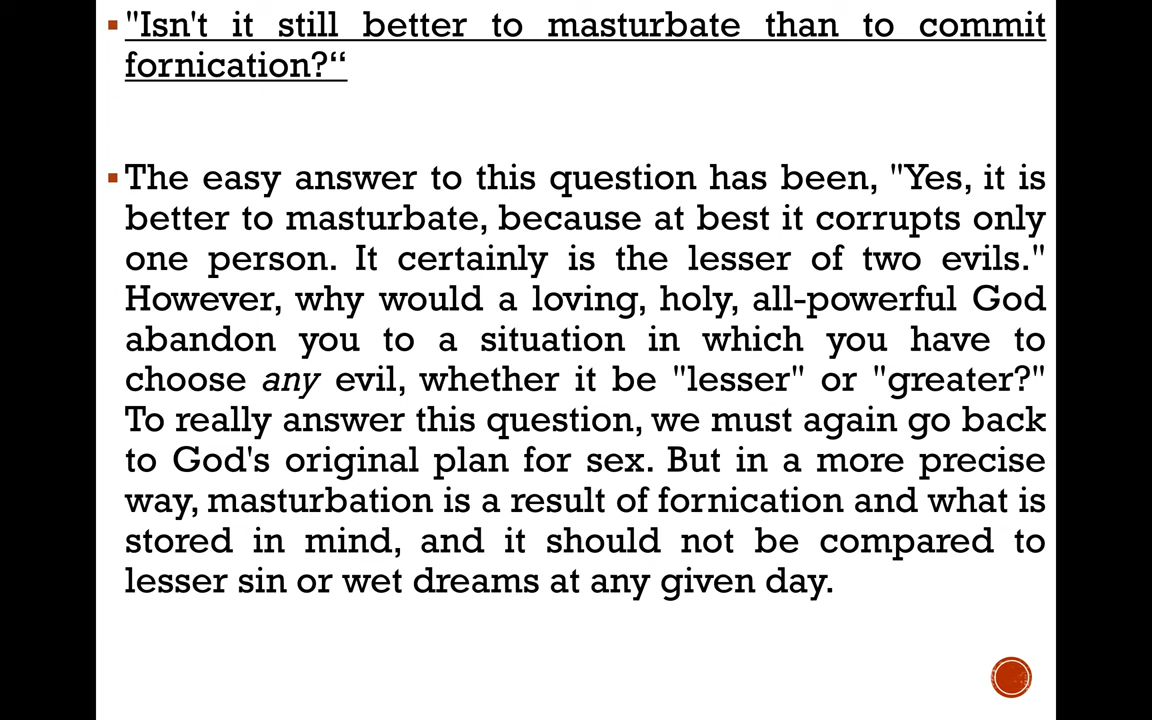 "Isn't it still better to masturbate than to commit
fornication?“
The easy answer to this question has been, "Yes, it is
better to masturbate, because at best it corrupts only
one person. It certainly is the lesser of two evils."
However, why would a loving, holy, all-powerful God
abandon you to a situation in which you have to
choose any evil, whether it be "lesser" or "greater?"
To really answer this question, we must again go back
to God's original plan for sex. But in a more precise
way, masturbation is a result of fornication and what is
stored in mind, and it should not be compared to
lesser sin or wet dreams at any given day.